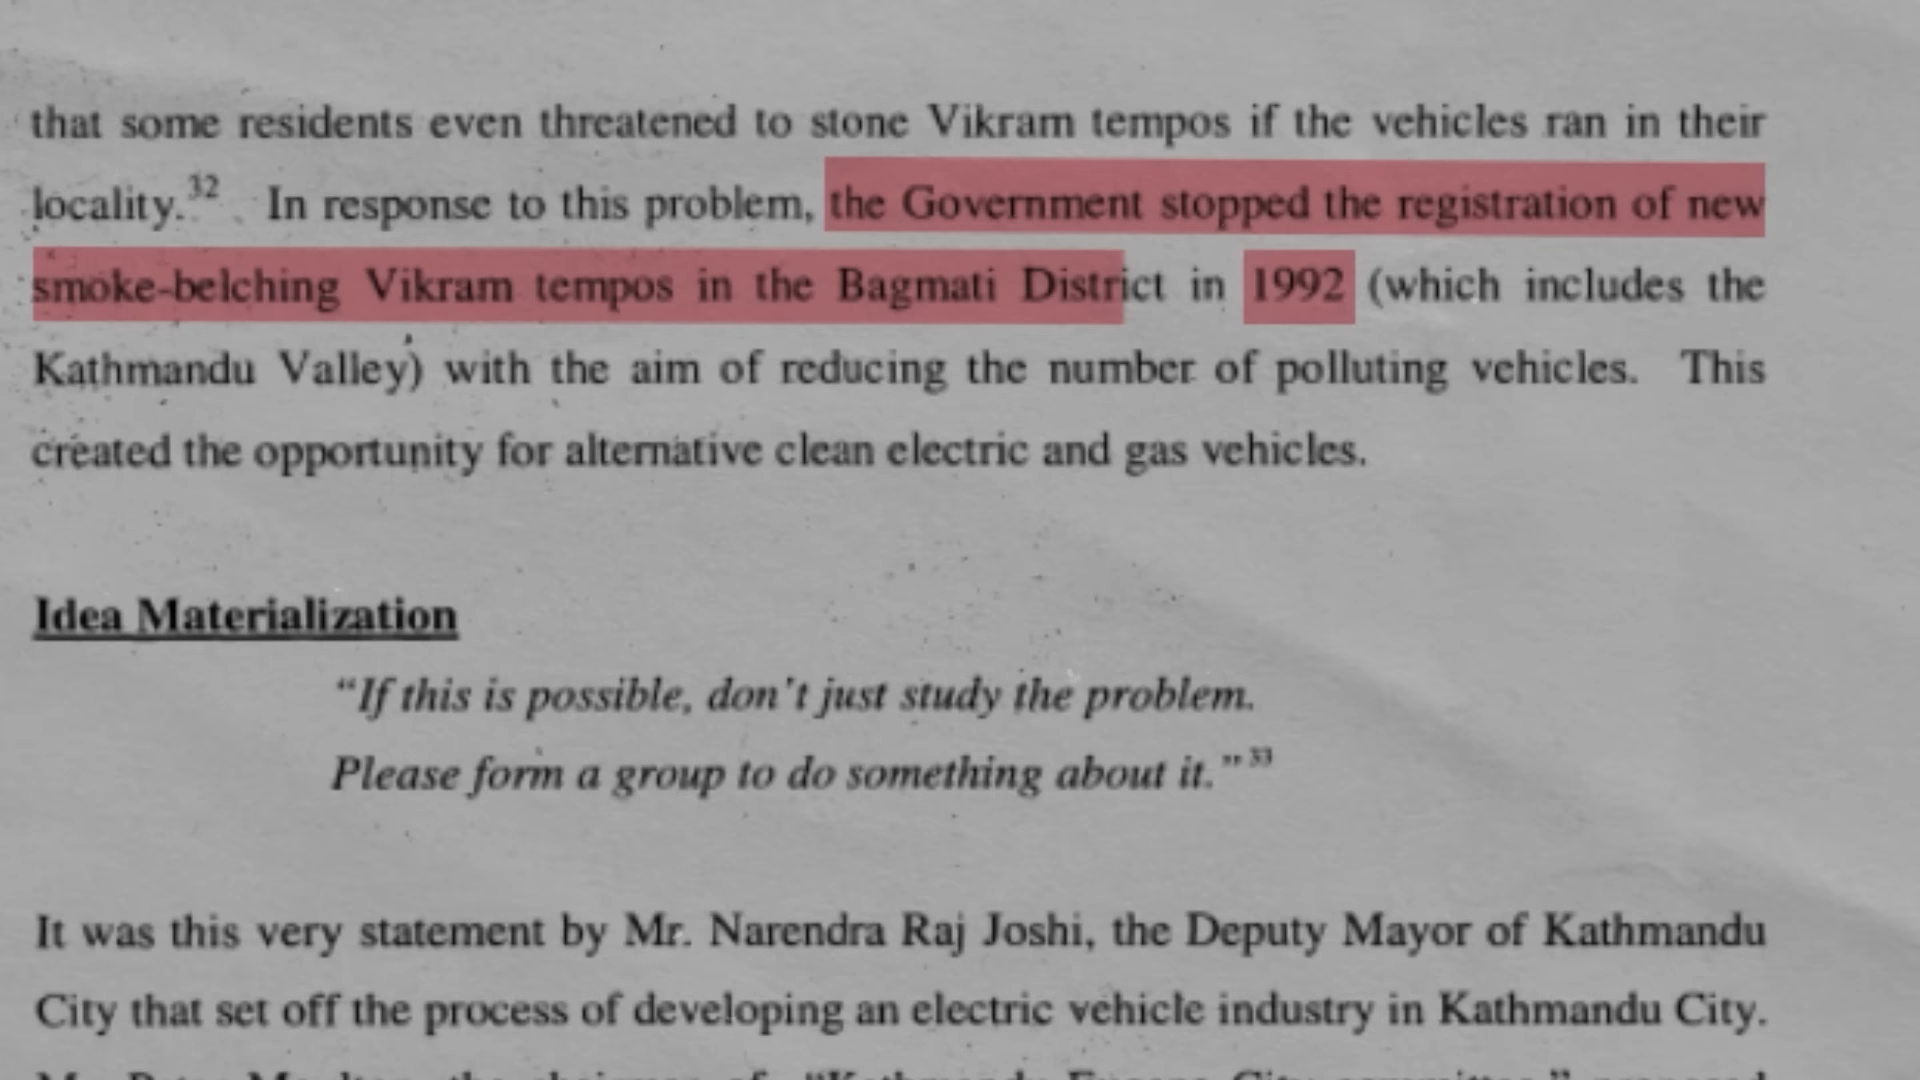 that some residents even threatened to stone Vikram tempos if the vehicles ran in their
locality.32 In response to this problem, the Government stopped the registration of new
smoke-belching Vikram tempos in the Bagmati District in 1992 (which includes the
Kathmandu Valley) with the aim of reducing the number of polluting vehicles. This
created the opportunity for alternative clean electric and gas vehicles.
Idea Materialization
“If this is possible, don't just study the problem.
Please form a group to do something about it.”33
It was this very statement by Mr. Narendra Raj Joshi, the Deputy Mayor of Kathmandu
City that set off the process of developing an electric vehicle industry in Kathmandu City.